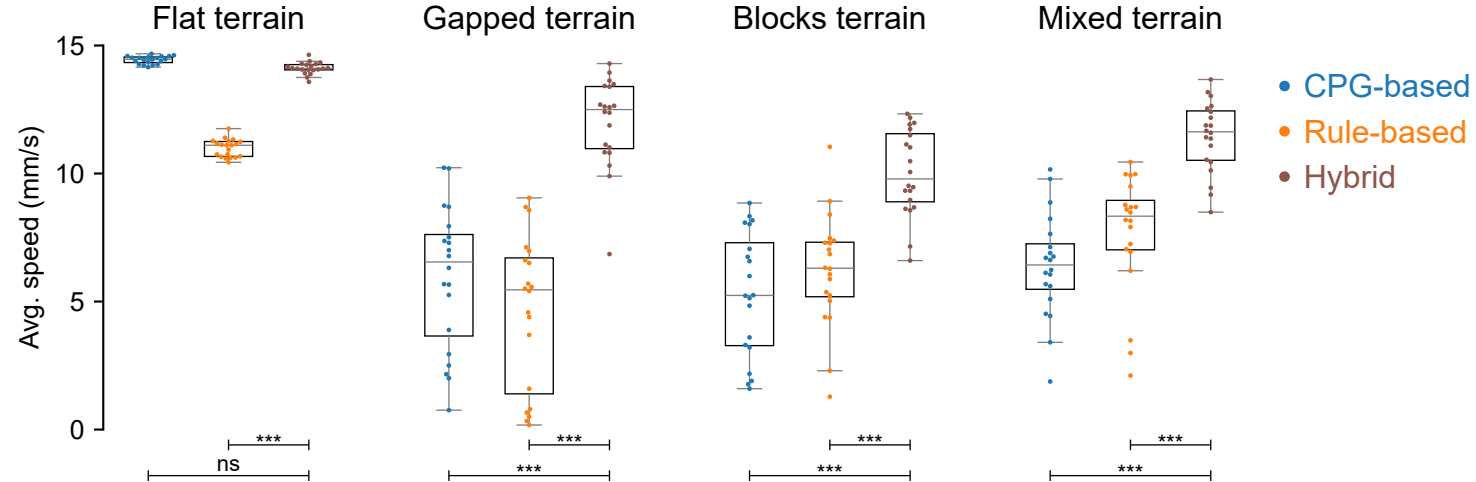 Flat terrain
Gapped terrain
Blocks terrain
Mixed terrain
15
10
5
0
Avg. speed (mm/s)
CPG-based
Rule-based
Hybrid
***
***
***
***
ns
***
***
***